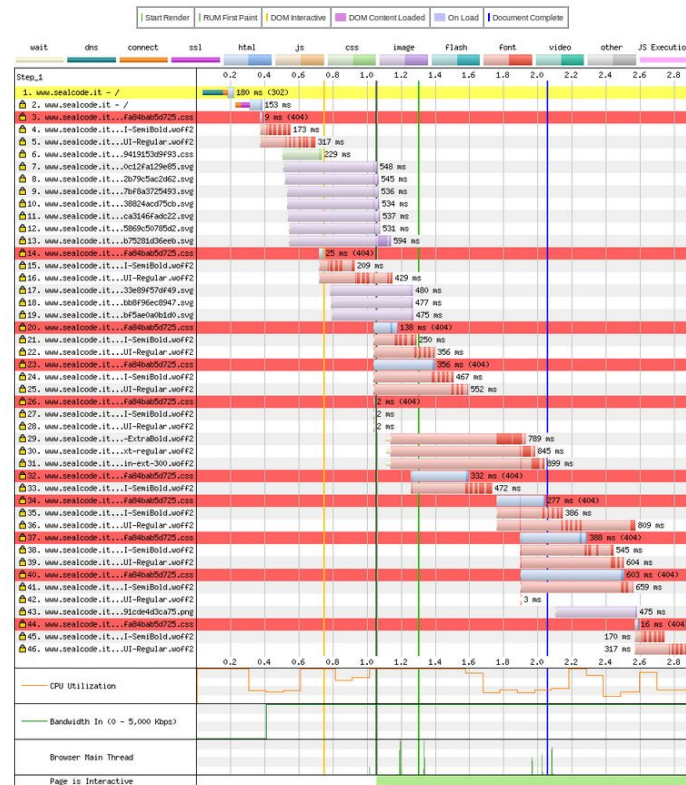 Start Render RUM First Paint DOM Interactive DOM Content Loaded On Load Document Complete
wait dns connect ssl html js css image flash font video other JS Executio
Step_1 0.2 0.4 0.6 0.8 1.0 1.2 1.4 1.6 1.8 2.0 2.2 2.4 2.6 2.8
1. www.sealcode.it - / 180 ms (302)
2. www.sealcode.it - / 153 ms
3. www.sealcode.it...fa84bab5d725.css 9 ms (404)
4. www.sealcode.it...I-SemiBold.woff2 173 ms
5. www.sealcode.it...UI-Regular.woff2 317 ms
6. www.sealcode.it...9419153d9f93.css 229 ms
7. www.sealcode.it...0c12fa129e85.svg 548 ms
8. www.sealcode.it...2b79c5ac2d62.svg 545 ms
9. www.sealcode.it...7bf8a3725493.svg 536 ms
10. www.sealcode.it...38824acd75cb.svg 534 ms
11. www.sealcode.it...ca3146fadc22.svg 537 ms
12. www.sealcode.it...5869c50785d2.svg 531 ms
13. www.sealcode.it...b75281d36eeb.svg 594 ms
14. www.sealcode.it...fa84bab5d725.css 25 ms (404)
15. www.sealcode.it...I-SemiBold.woff2 209 ms
16. www.sealcode.it...UI-Regular.woff2 429 ms
17. www.sealcode.it...33e89f57df49.svg 480 ms
18. www.sealcode.it...bb8f96ec8947.svg 477 ms
19. www.sealcode.it...bf5ae0a0b1d0.svg 475 ms
20. www.sealcode.it...fa84bab5d725.css 138 ms (404)
21. www.sealcode.it...I-SemiBold.woff2 250 ms
22. www.sealcode.it...UI-Regular.woff2 356 ms
23. www.sealcode.it...fa84bab5d725.css 356 ms (404)
24. www.sealcode.it...I-SemiBold.woff2 467 ms
25. www.sealcode.it...UI-Regular.woff2 552 ms
26. www.sealcode.it...fa84bab5d725.css 2 ms (404)
27. www.sealcode.it...I-SemiBold.woff2 2 ms
28. www.sealcode.it...UI-Regular.woff2 2 ms
29. www.sealcode.it...-ExtraBold.woff2 789 ms
30. www.sealcode.it...xt-regular.woff2 845 ms
31. www.sealcode.it...in-ext-300.woff2 899 ms
32. www.sealcode.it...fa84bab5d725.css 332 ms (404)
33. www.sealcode.it...I-SemiBold.woff2 472 ms
34. www.sealcode.it...fa84bab5d725.css 277 ms (404)
35. www.sealcode.it...I-SemiBold.woff2 386 ms
36. www.sealcode.it...UI-Regular.woff2 809 ms
37. www.sealcode.it...fa84bab5d725.css 388 ms (404)
38. www.sealcode.it...I-SemiBold.woff2 545 ms
39. www.sealcode.it...UI-Regular.woff2 604 ms
40. www.sealcode.it...fa84bab5d725.css 603 ms (404)
41. www.sealcode.it...I-SemiBold.woff2 659 ms
42. www.sealcode.it...UI-Regular.woff2 3 ms
43. www.sealcode.it...91cde4d3ca75.png 475 ms
44. www.sealcode.it...fa84bab5d725.css 16 ms (404
45. www.sealcode.it...I-SemiBold.woff2 170 ms
46. www.sealcode.it...UI-Regular.woff2 317 ms
0.2 0.4 0.6 0.8 1.0 1.2 1.4 1.6 1.8 2.0 2.2 2.4 2.6 2.8
CPU Utilization
Bandwidth In (0 - 5,000 Kbps)
Browser Main Thread
Page is Interactive